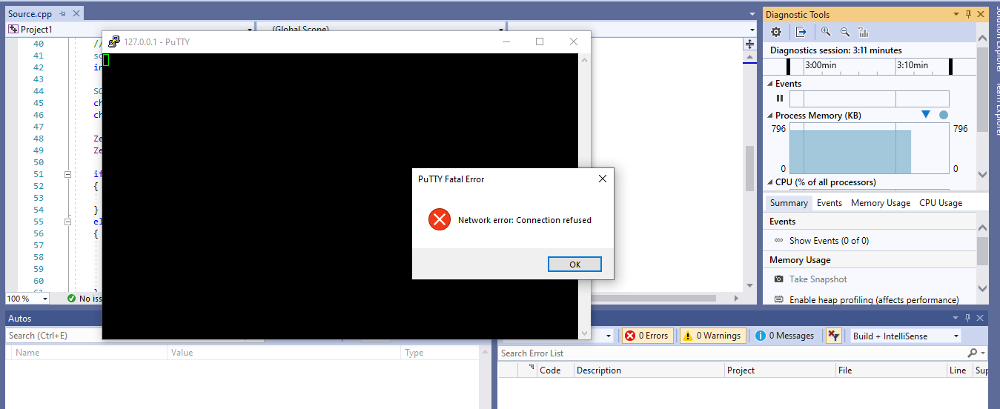 Source.cpp
Diagnostic Tools
Project1
(Global Scope)
127.0.0.1 - PuTTY
40 //
41
42 in
43
44
45 ch
46 ch
47
48 Ze
49 Ze
50
51 if
52 {
53
54 }
55 el
56 {
57
58
59
60
61 }
PuTTY Fatal Error
Network error: Connection refused
OK
100 %
No iss
Diagnostics session: 3:11 minutes
3:00min 3:10min
Events
Process Memory (KB)
796 796
0 0
CPU (% of all processors)
Summary Events Memory Usage CPU Usage
Events
Show Events (0 of 0)
Memory Usage
Take Snapshot
Enable heap profiling (affects performance)
Solution Explorer
Team Explorer
Autos
Search (Ctrl+E)
Name Value Type
0 Errors 0 Warnings 0 Messages Build + IntelliSense
Search Error List
Code Description Project File Line Sup